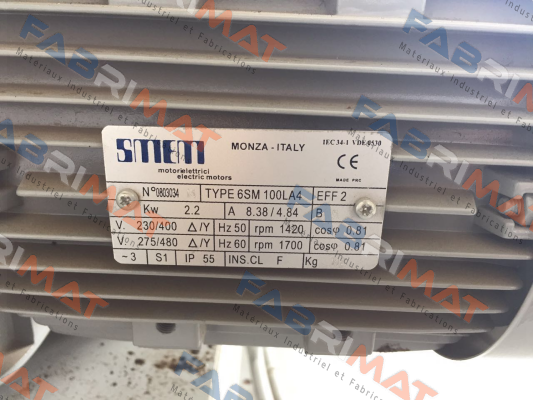 SMEM
motorielettrici
electric motors
MONZA - ITALY
IEC 34-1 VDE 0530
CE
MADE PMC
N° 0803034 TYPE 6SM 100LA4 EFF 2
Kw 2.2 A 8.38 / 4.84 B
V. 230/400 Δ/Y Hz 50 rpm 1420 cosφ 0.81
V. 275/480 Δ/Y Hz 60 rpm 1700 cosφ 0.81
~ 3 S1 IP 55 INS.CL F Kg
FABRIMAT
Materiaux Industriel et Fabrications